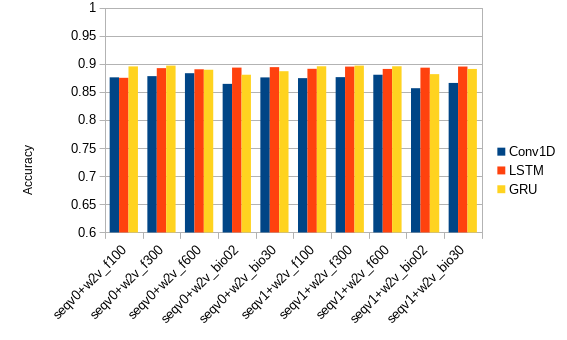 1
0.95
0.9
0.85
0.8
0.75
0.7
0.65
0.6
Accuracy
seqv0+w2v_f100
seqv0+w2v_f300
seqv0+w2v_f600
seqv0+w2v_bio02
seqv0+w2v_bio30
seqv1+w2v_f100
seqv1+w2v_f300
seqv1+w2v_f600
seqv1+w2v_bio02
seqv1+w2v_bio30
Conv1D
LSTM
GRU